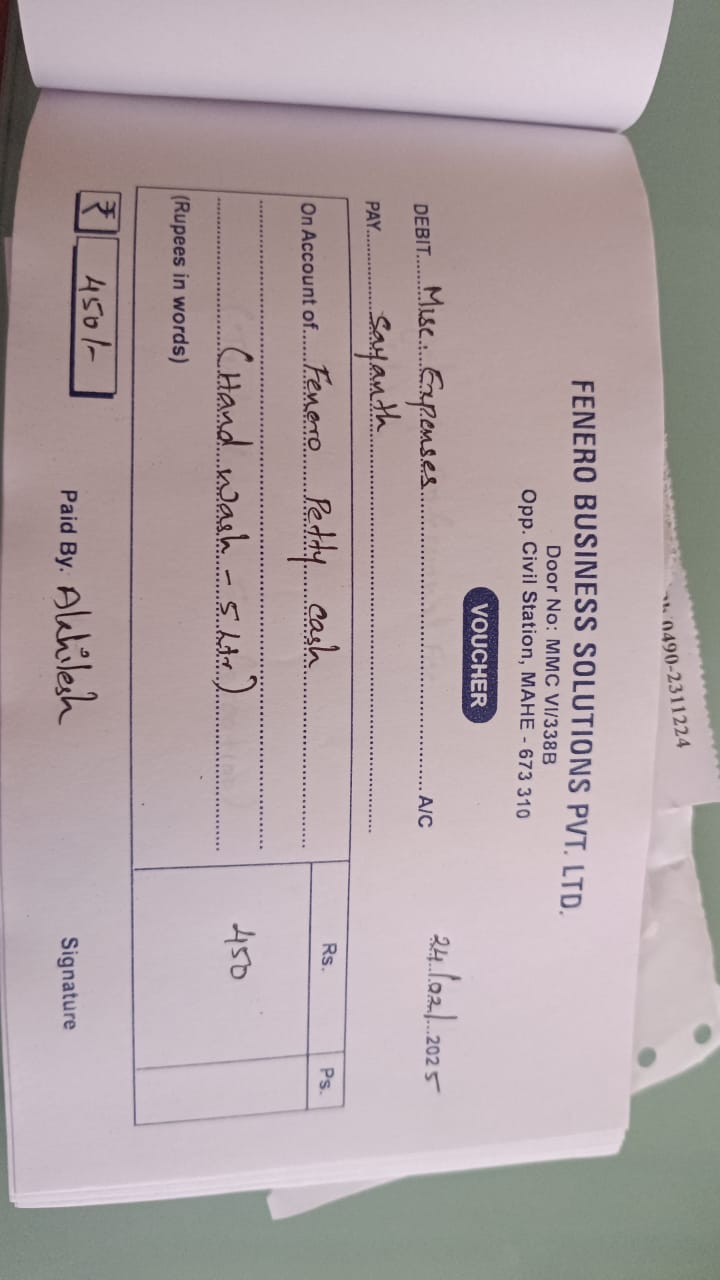 0490-2311224
FENERO BUSINESS SOLUTIONS PVT. LTD.
Door No: MMC VI/338B
Opp. Civil Station, MAHE - 673 310
VOUCHER
24/02/2025
DEBIT Misc. Expenses A/C
PAY Sayanth
Rs. Ps.
On Account of Fenero Petty cash
(Hand wash - 5 Ltr) 450
(Rupees in words)
₹ 450/-
Paid By. Akhilesh Signature